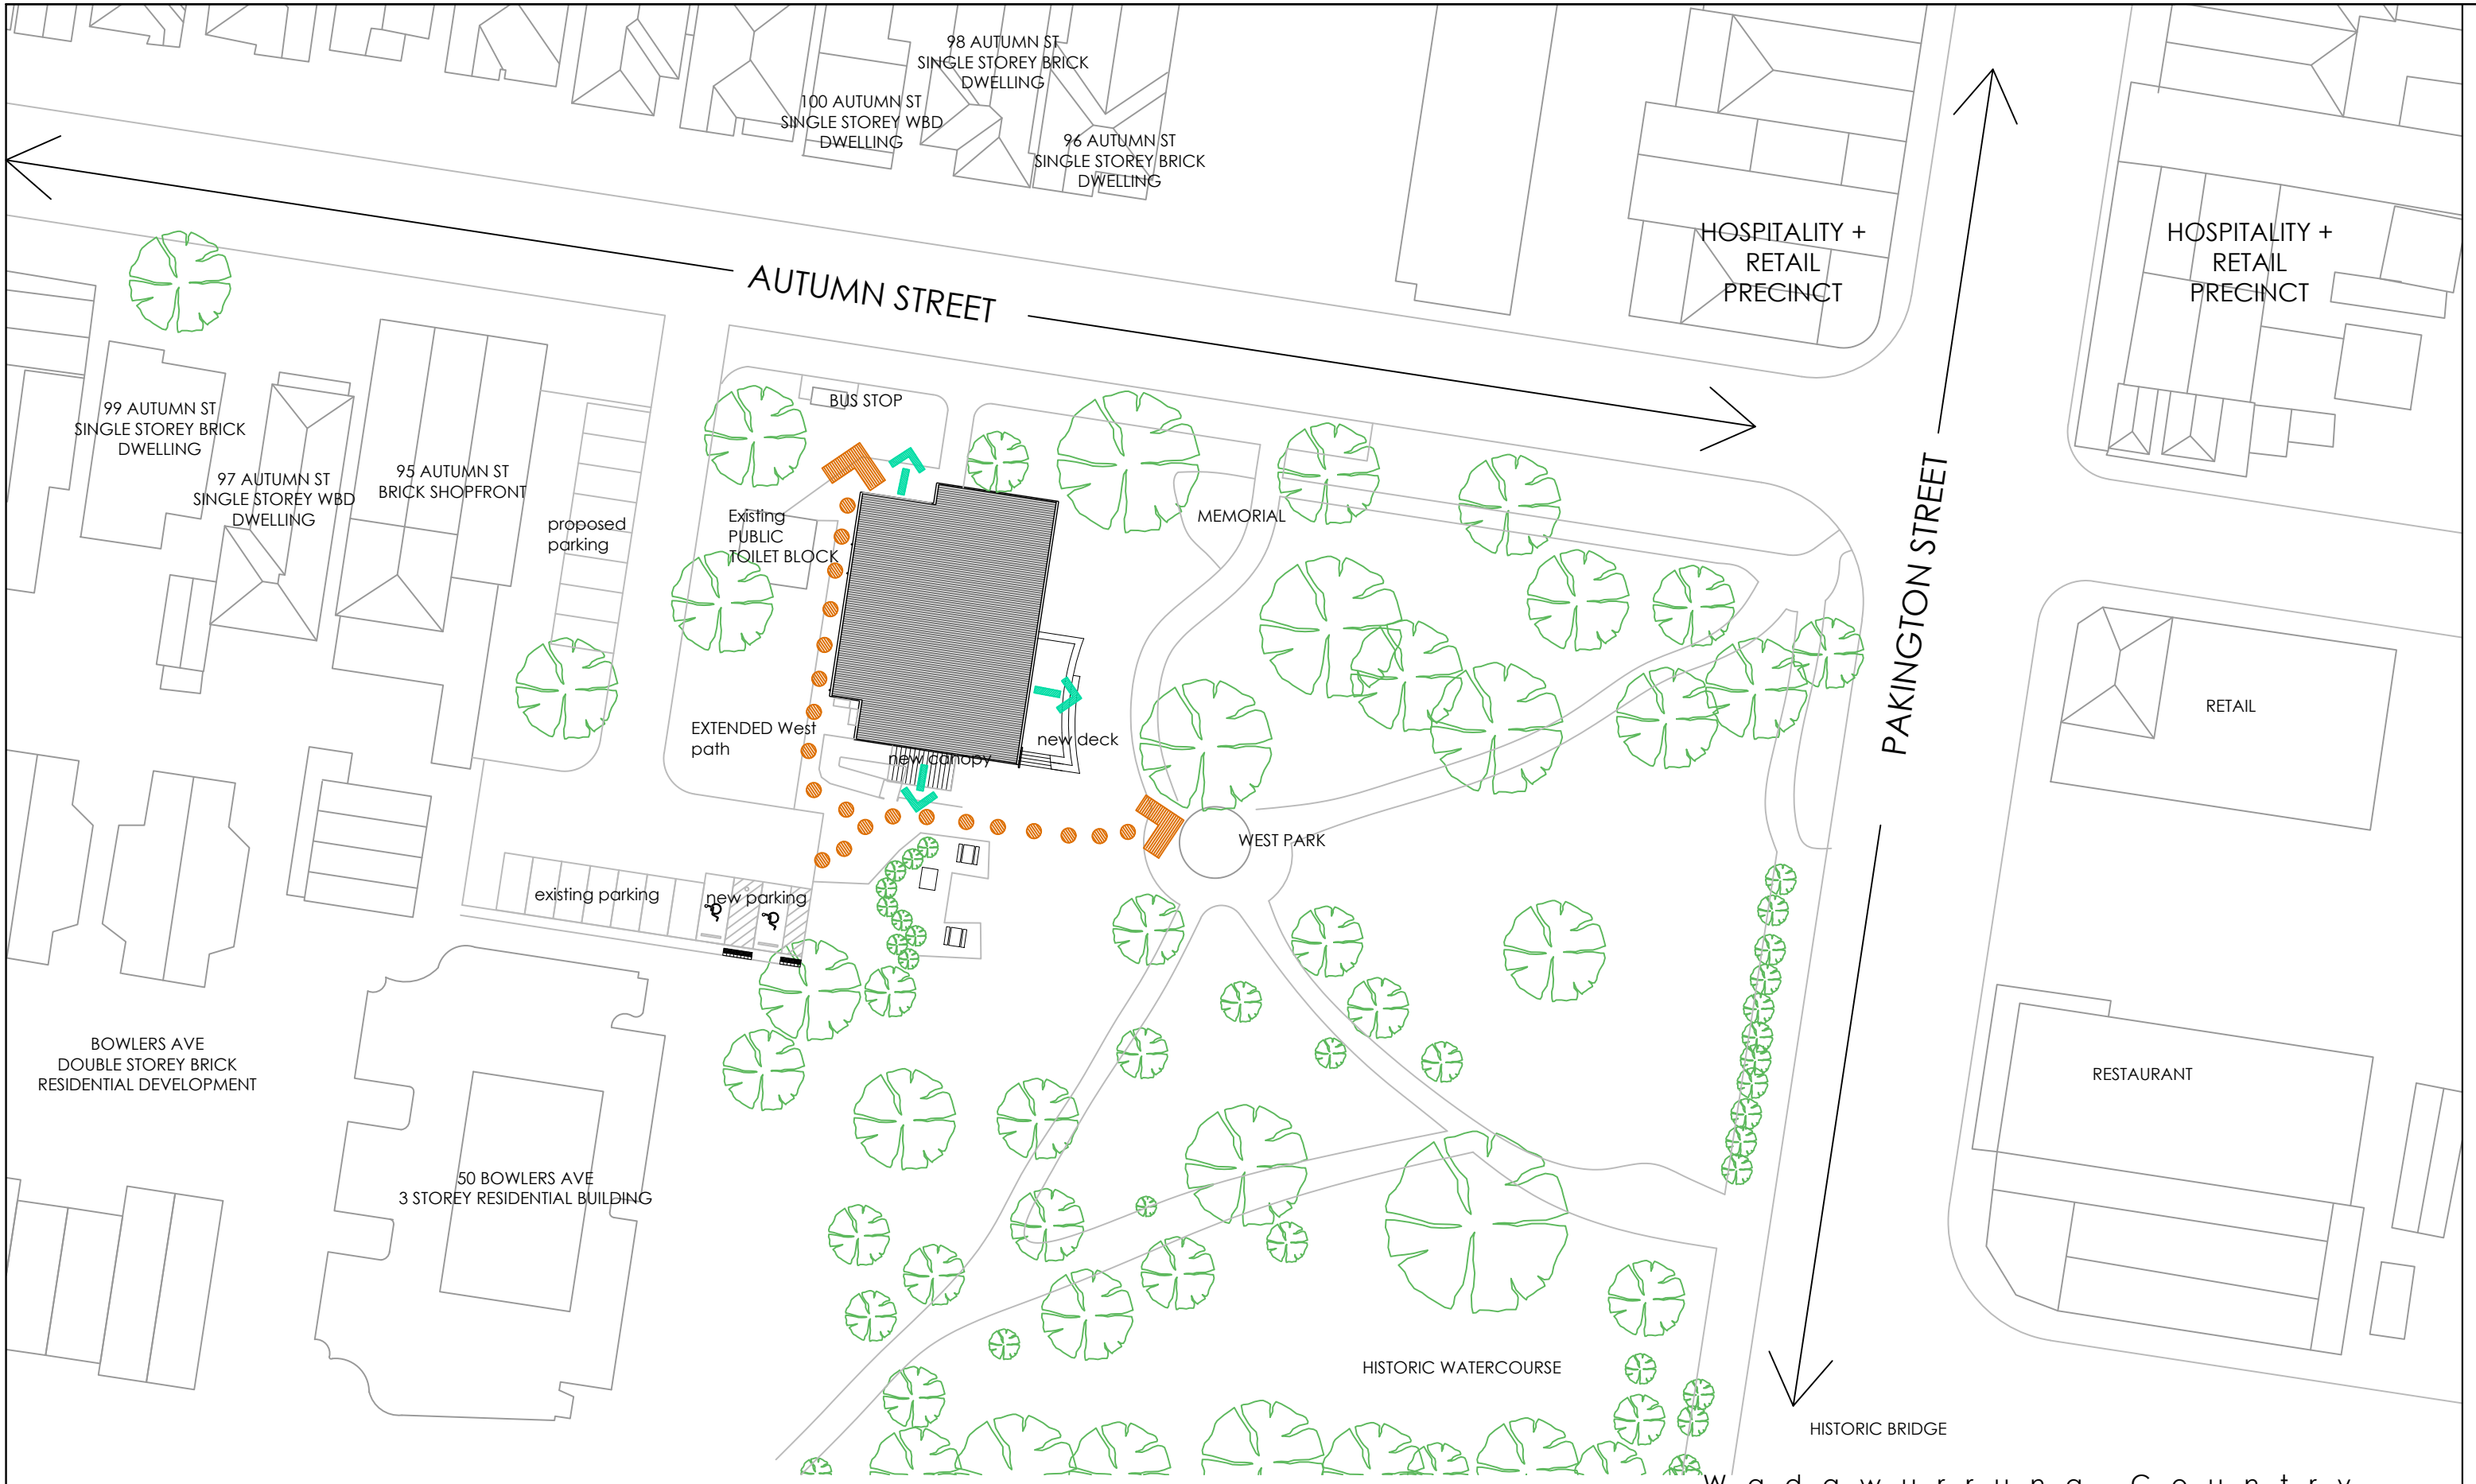 98 AUTUMN ST
SINGLE STOREY BRICK
DWELLING
100 AUTUMN ST
SINGLE STOREY WBD
DWELLING
96 AUTUMN ST
SINGLE STOREY BRICK
DWELLING
HOSPITALITY +
RETAIL
PRECINCT
HOSPITALITY +
RETAIL
PRECINCT
AUTUMN STREET
BUS STOP
99 AUTUMN ST
SINGLE STOREY BRICK
DWELLING
97 AUTUMN ST
SINGLE STOREY WBD
DWELLING
95 AUTUMN ST
BRICK SHOPFRONT
proposed
parking
Existing
PUBLIC
TOILET BLOCK
MEMORIAL
PAKINGTON STREET
RETAIL
EXTENDED West
path
new canopy
new deck
WEST PARK
existing parking
new parking
BOWLERS AVE
DOUBLE STOREY BRICK
RESIDENTIAL DEVELOPMENT
RESTAURANT
50 BOWLERS AVE
3 STOREY RESIDENTIAL BUILDING
HISTORIC WATERCOURSE
HISTORIC BRIDGE
Wadawurrung Country